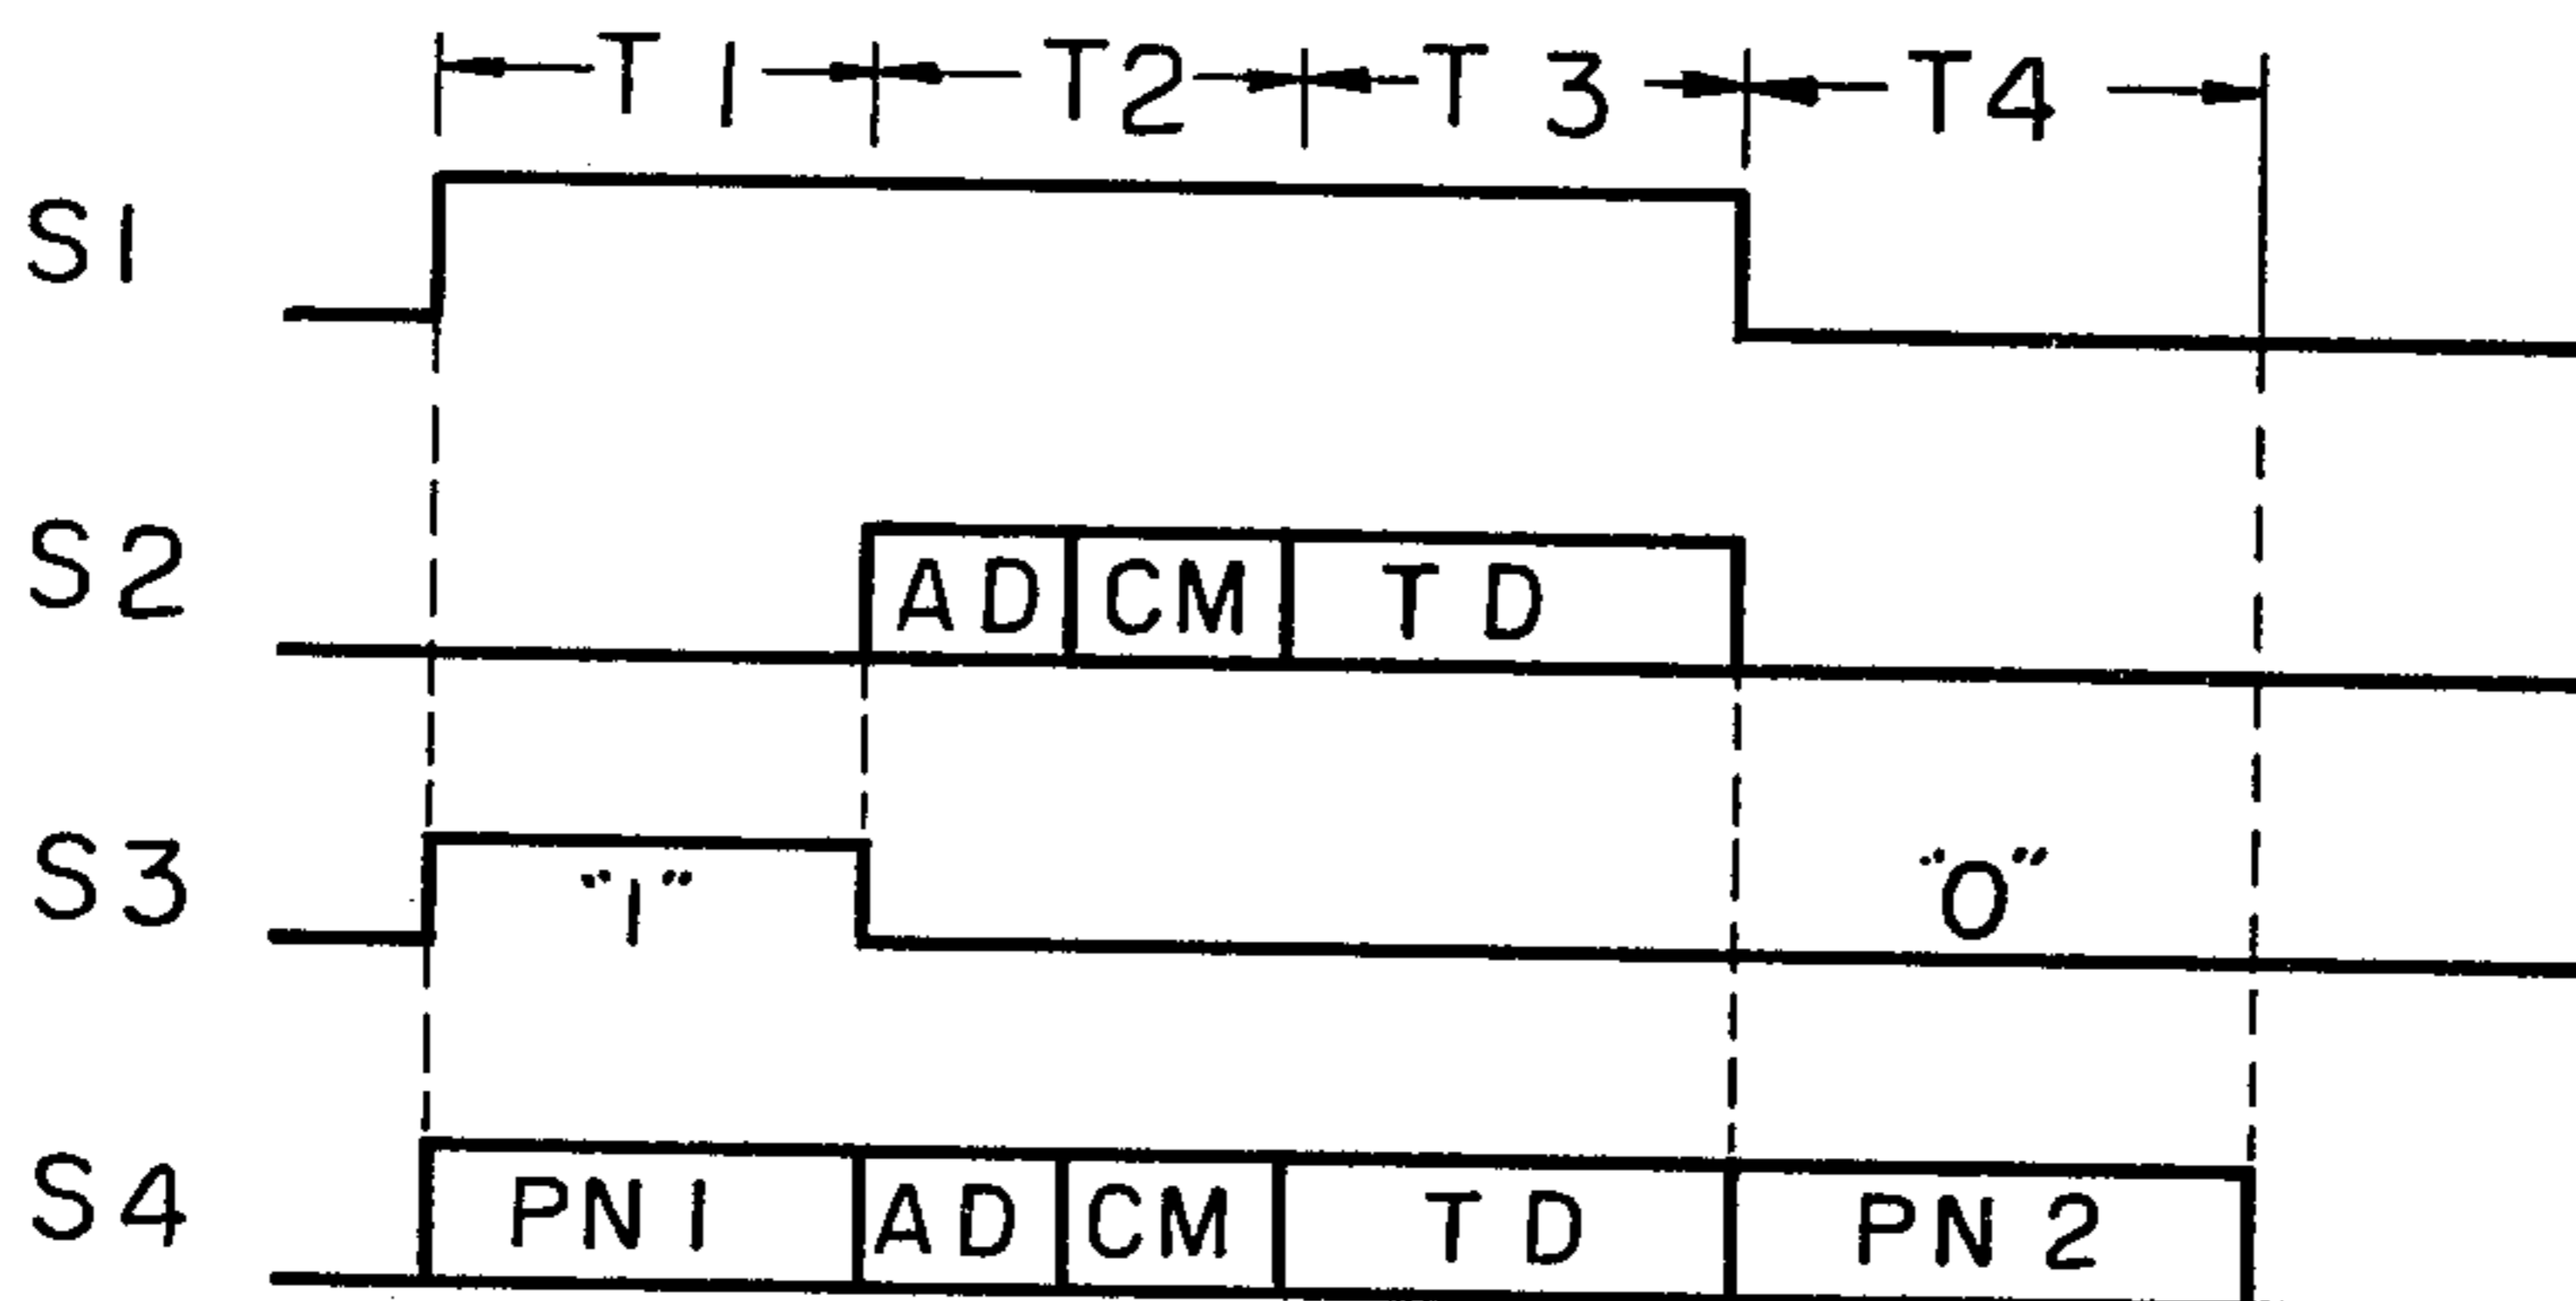 T1 T2 T3 T4
S1
S2 AD CM TD
S3 "1" "0"
S4 PN1 AD CM TD PN2